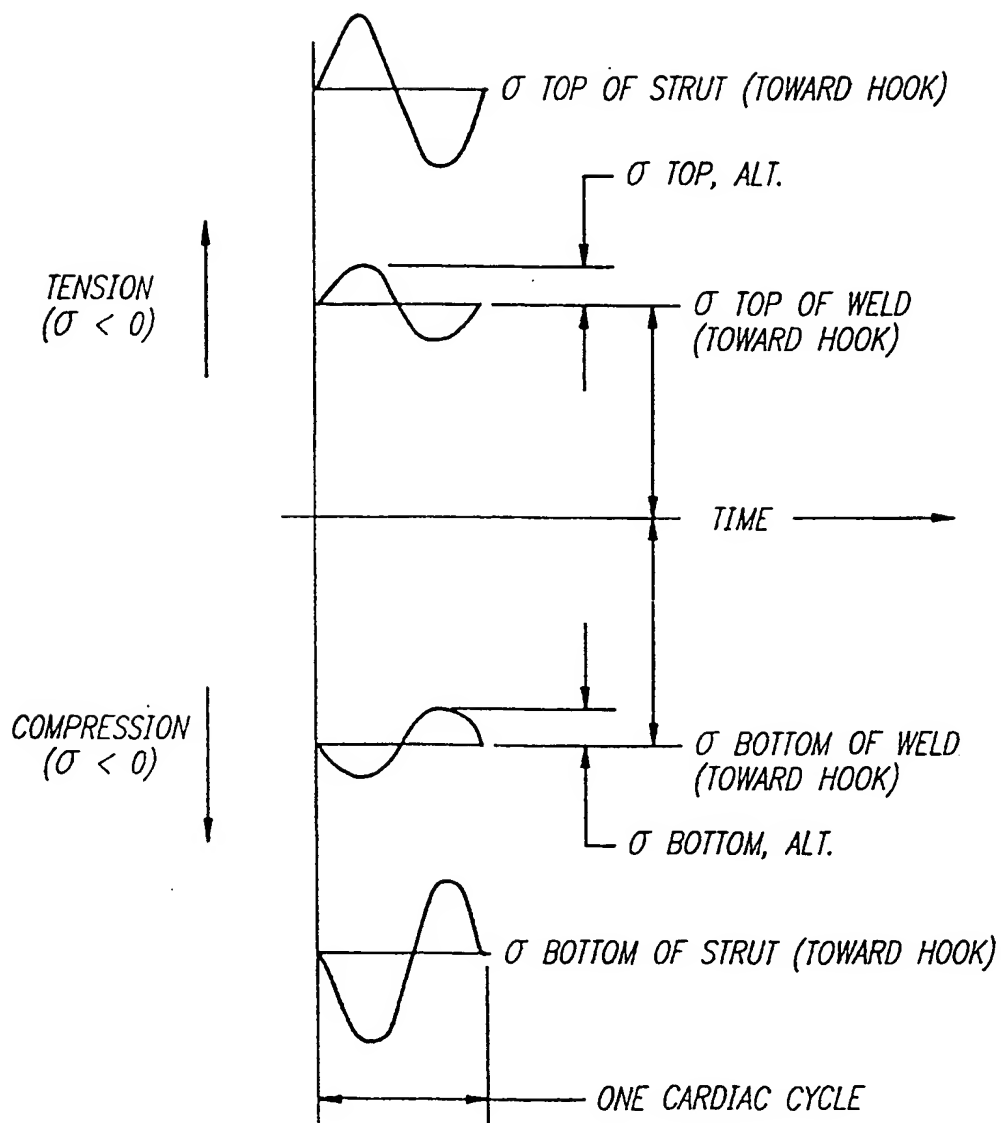 σ TOP OF STRUT (TOWARD HOOK)
σ TOP, ALT.
TENSION
(σ < 0)
σ TOP OF WELD
(TOWARD HOOK)
TIME
COMPRESSION
(σ < 0)
σ BOTTOM OF WELD
(TOWARD HOOK)
σ BOTTOM, ALT.
σ BOTTOM OF STRUT (TOWARD HOOK)
ONE CARDIAC CYCLE